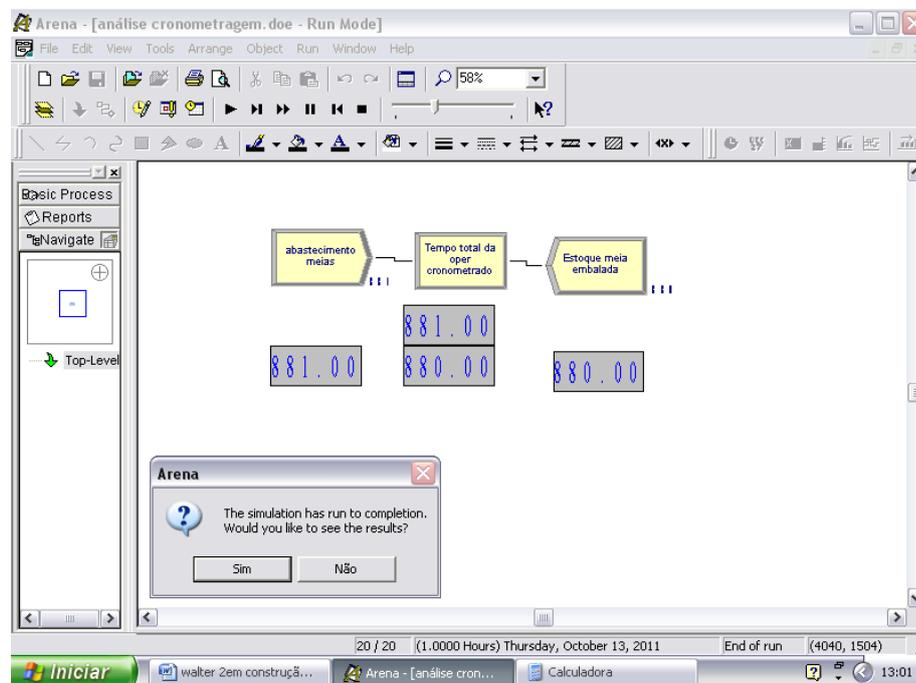 Arena - [análise cronometragem.doe - Run Mode]
File Edit View Tools Arrange Object Run Window Help
58%
Basic Process
Reports
Navigate
Top-Level
abastecimento
meias
Tempo total da
oper
cronometrado
Estoque meia
embalada
881.00
881.00
880.00
880.00
Arena
The simulation has run to completion.
Would you like to see the results?
Sim Não
20 / 20 (1.0000 Hours) Thursday, October 13, 2011 End of run (4040, 1504)
Iniciar walter 2em construçã... Arena - [análise cron... Calculadora 13:01